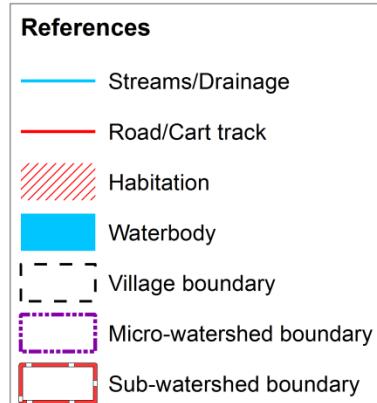 References
Streams/Drainage
Road/Cart track
Habitation
Waterbody
Village boundary
Micro-watershed boundary
Sub-watershed boundary